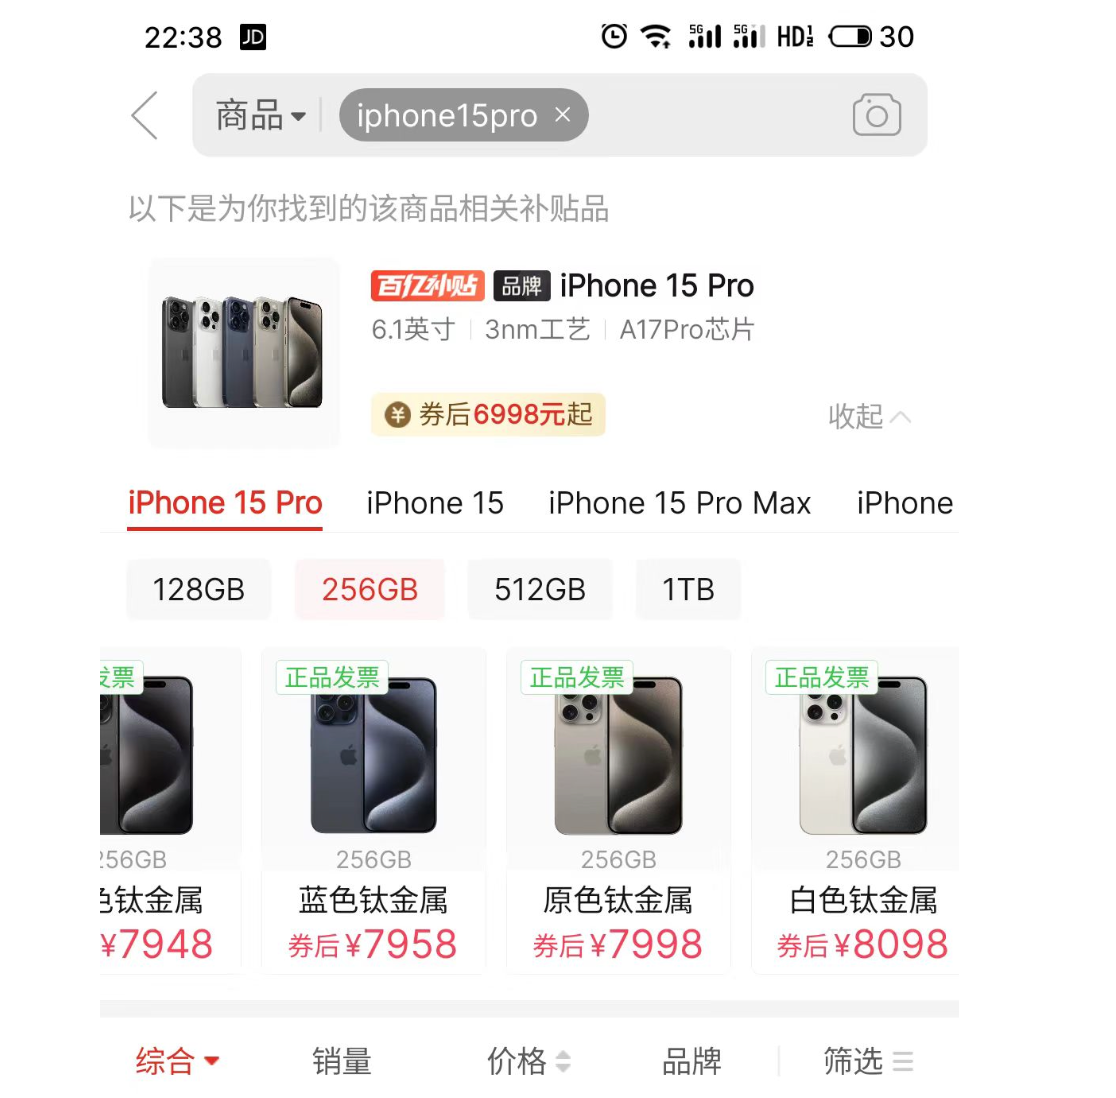 22:38 JD 5G 5G HD 1 2 30
商品 iphone15pro ×
以下是为你找到的该商品相关补贴品
百亿补贴 品牌 iPhone 15 Pro
6.1英寸 3nm工艺 A17Pro芯片
¥ 券后6998元起 收起
iPhone 15 Pro iPhone 15 iPhone 15 Pro Max iPhone
128GB 256GB 512GB 1TB
发票 正品发票 正品发票 正品发票
256GB 256GB 256GB 256GB
色钛金属 蓝色钛金属 原色钛金属 白色钛金属
¥7948 券后¥7958 券后¥7998 券后¥8098
综合 销量 价格 品牌 筛选